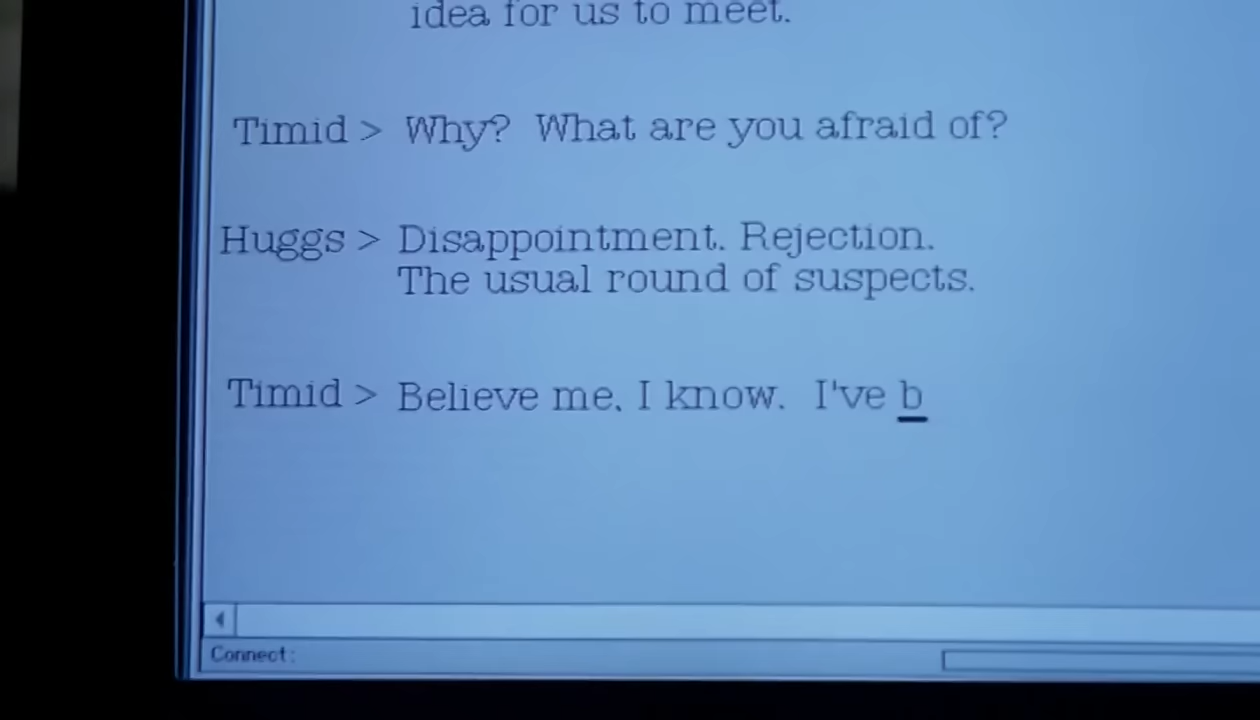 idea for us to meet.
Timid > Why? What are you afraid of?
Huggs > Disappointment. Rejection.
The usual round of suspects.
Timid > Believe me, I know. I've b
Connect: